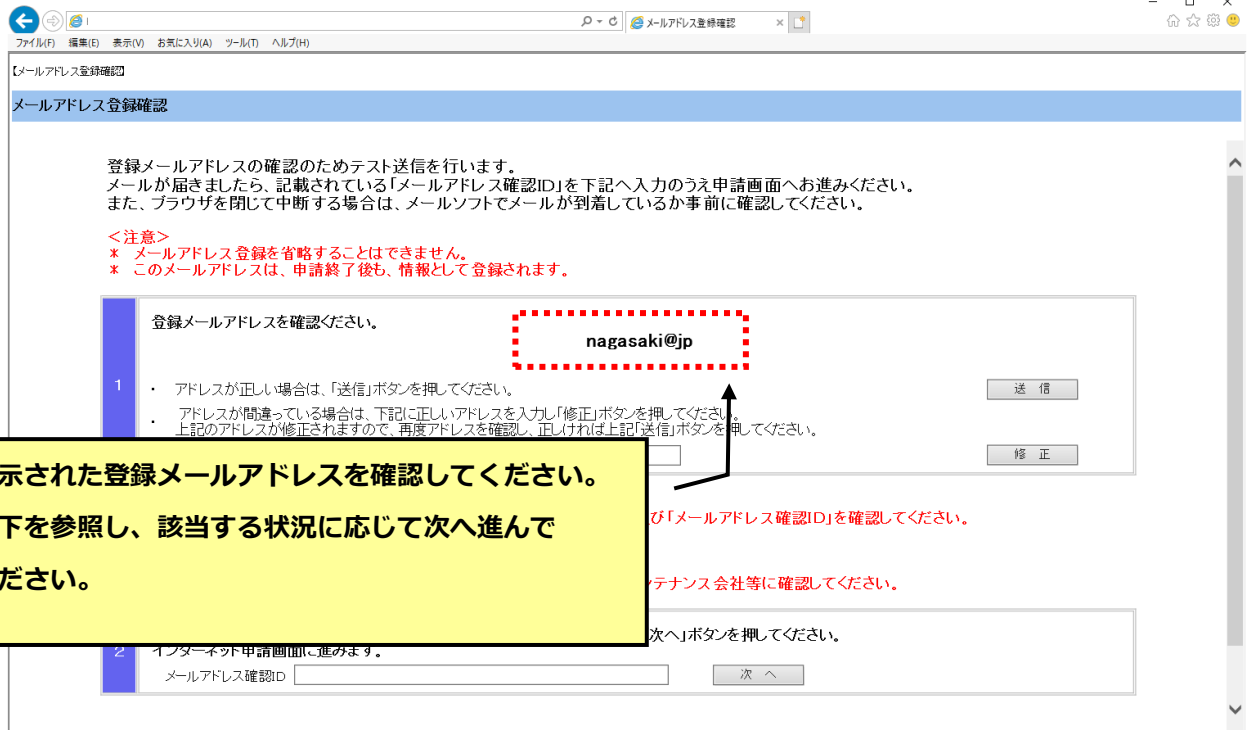 メールアドレス登録確認
ファイル(F) 編集(E) 表示(V) お気に入り(A) ツール(T) ヘルプ(H)
【メールアドレス登録確認】
メールアドレス登録確認
登録メールアドレスの確認のためテスト送信を行います。
メールが届きましたら、記載されている「メールアドレス確認ID」を下記へ入力のうえ申請画面へお進みください。
また、ブラウザを閉じて中断する場合は、メールソフトでメールが到着しているか事前に確認してください。
<注意>
* メールアドレス登録を省略することはできません。
* このメールアドレスは、申請終了後も、情報として登録されます。
登録メールアドレスを確認ください。
nagasaki@jp
1
・ アドレスが正しい場合は、「送信」ボタンを押してください。
送 信
・ アドレスが間違っている場合は、下記に正しいアドレスを入力し「修正」ボタンを押してください。
上記のアドレスが修正されますので、再度アドレスを確認し、正しければ上記「送信」ボタンを押してください。
修 正
示された登録メールアドレスを確認してください。
下を参照し、該当する状況に応じて次へ進んで
ださい。
び「メールアドレス確認ID」を確認してください。
テナンス会社等に確認してください。
次へ」ボタンを押してください。
2
インターネット申請画面に進みます。
メールアドレス確認ID
次 へ